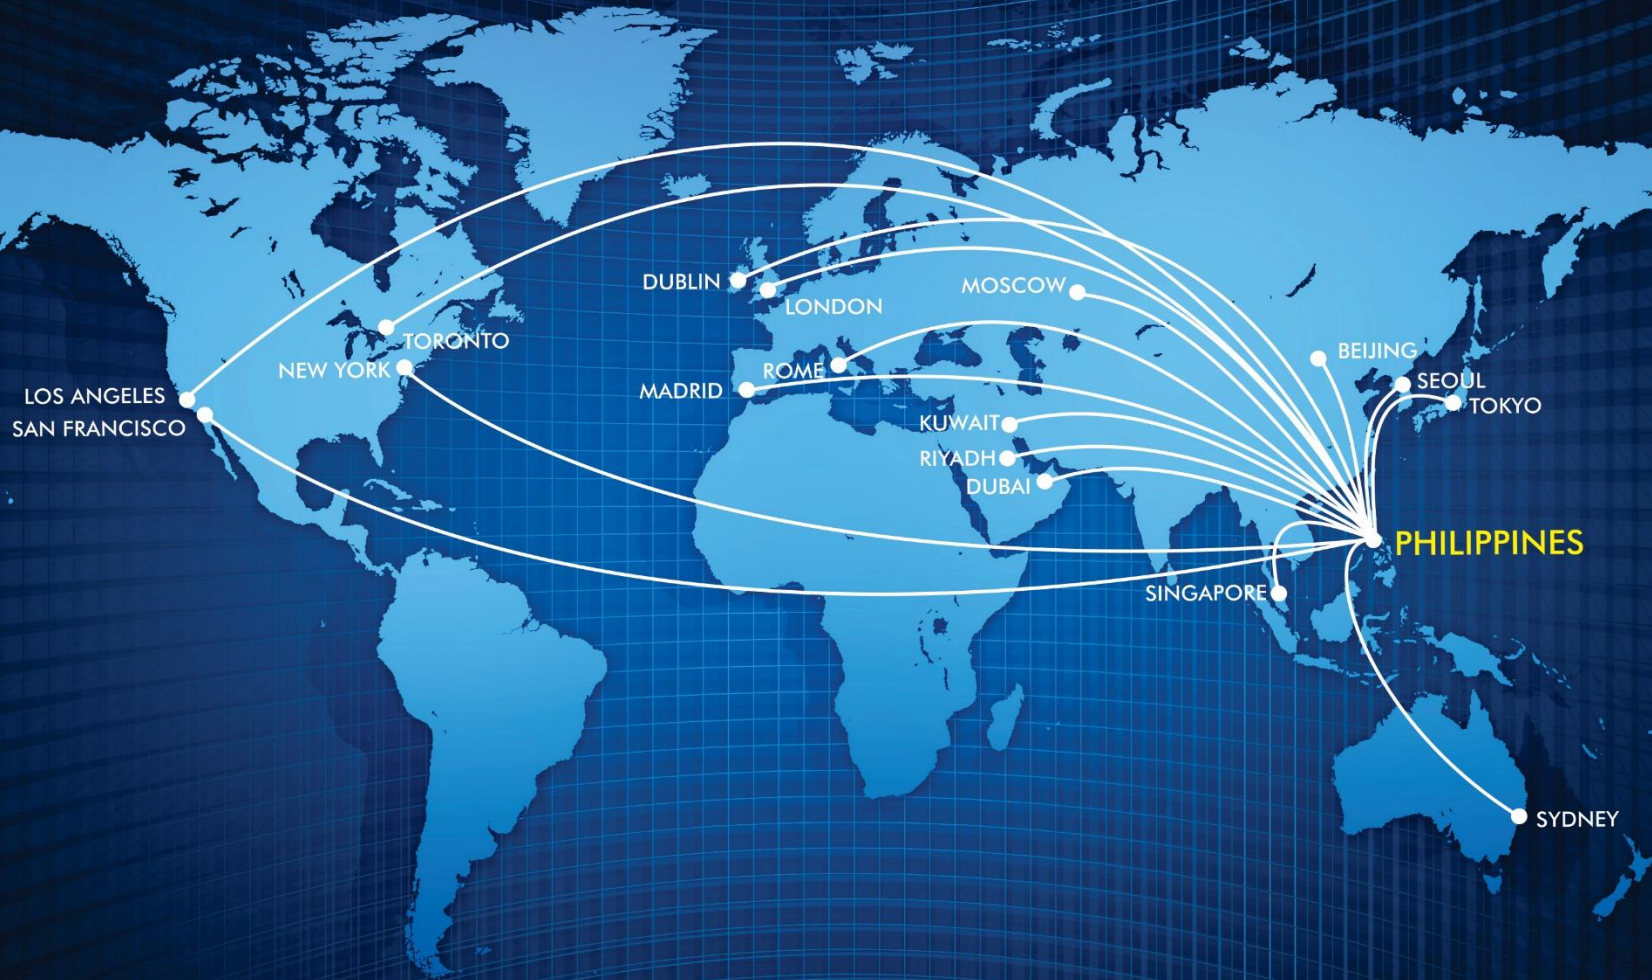 DUBLIN
LONDON
MOSCOW
TORONTO
NEW YORK
BEIJING
ROME
MADRID
SEOUL
TOKYO
LOS ANGELES
SAN FRANCISCO
KUWAIT
RIYADH
DUBAI
PHILIPPINES
SINGAPORE
SYDNEY